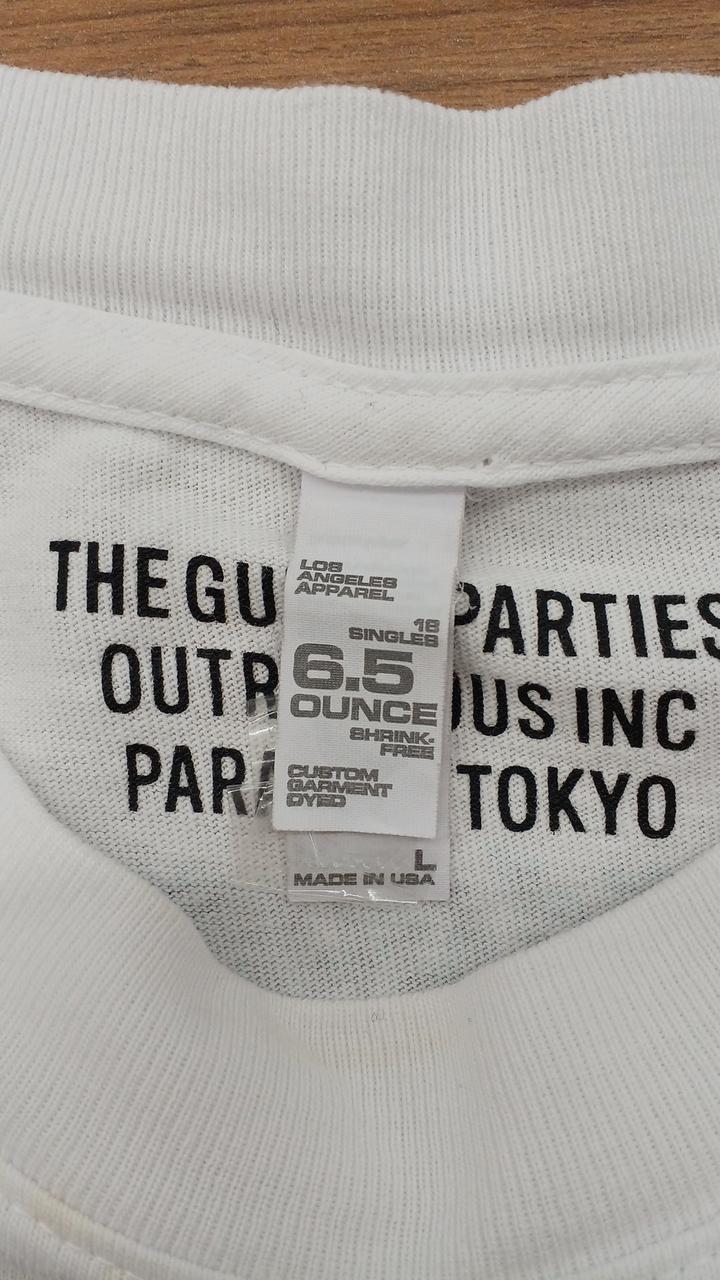 LOS
ANGELES
APPAREL
18
SINGLES
6.5
OUNCE
SHRINK-
FREE
CUSTOM
GARMENT
DYED
L
MADE IN USA
THE GU PARTIES
OUTR OUS INC
PAR TOKYO